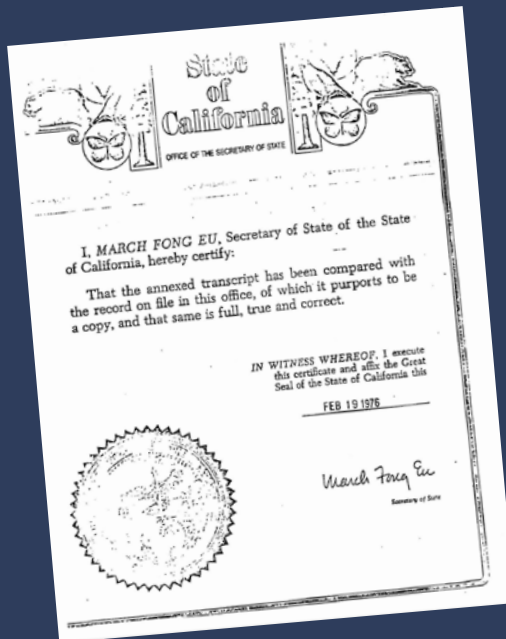 State
of
California
OFFICE OF THE SECRETARY OF STATE
I, MARCH FONG EU, Secretary of State of the State
of California, hereby certify:
That the annexed transcript has been compared with
the record on file in this office, of which it purports to be
a copy, and that same is full, true and correct.
IN WITNESS WHEREOF, I execute
this certificate and affix the Great
Seal of the State of California this
FEB 19 1976
March Fong Eu
Secretary of State